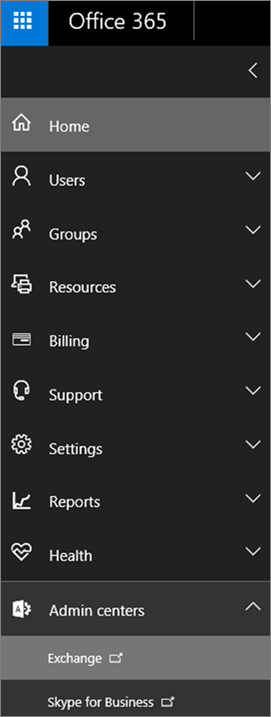 Office 365
Home
Users
Groups
Resources
Billing
Support
Settings
Reports
Health
A
Admin centers
Exchange
Skype for Business